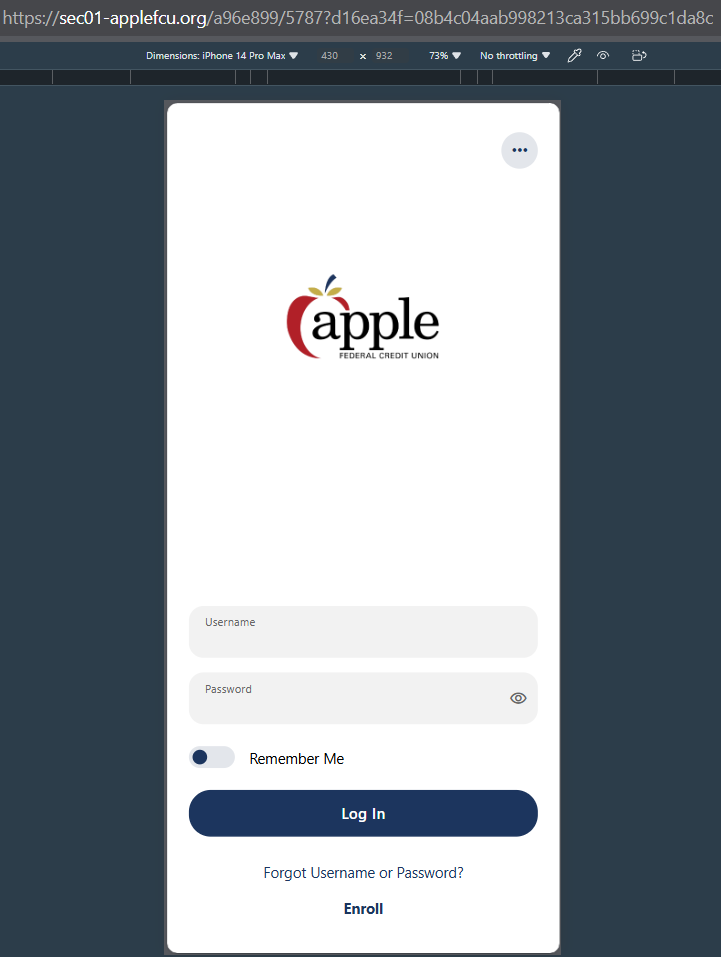 https://sec01-applefcu.org/a96e899/5787?d16ea34f=08b4c04aab998213ca315bb699c1da8c
Dimensions: iPhone 14 Pro Max ▼ 430 × 932 73% ▼ No throttling ▼
apple
FEDERAL CREDIT UNION
Username
Password
Remember Me
Log In
Forgot Username or Password?
Enroll